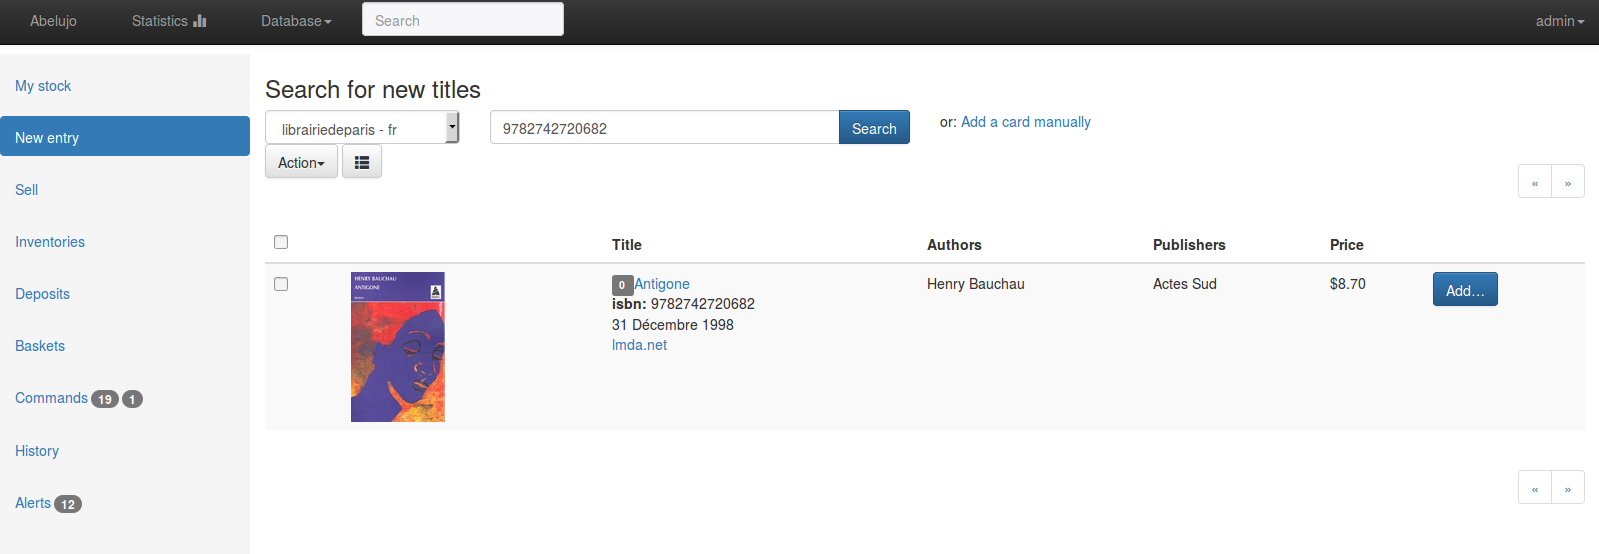 Abelujo Statistics Database Search admin
My stock
New entry
Sell
Inventories
Deposits
Baskets
Commands 19 1
History
Alerts 12
Search for new titles
librairiedeparis - fr 9782742720682 Search or: Add a card manually
Action
« »
Title Authors Publishers Price
HENRY BAUCHAU
ANTIGONE
0 Antigone Henry Bauchau Actes Sud $8.70 Add...
isbn: 9782742720682
31 Décembre 1998
lmda.net
« »